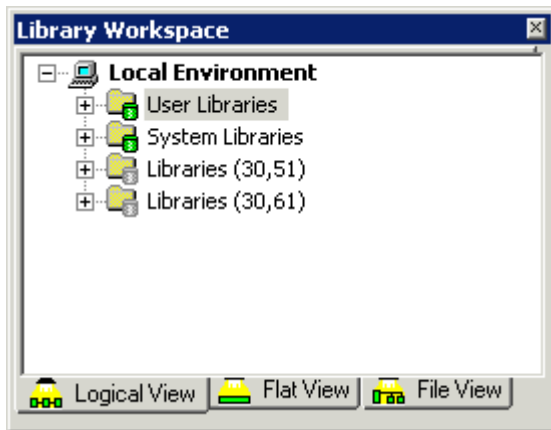 Library Workspace
Local Environment
User Libraries
System Libraries
Libraries (30,51)
Libraries (30,61)
Logical View Flat View File View